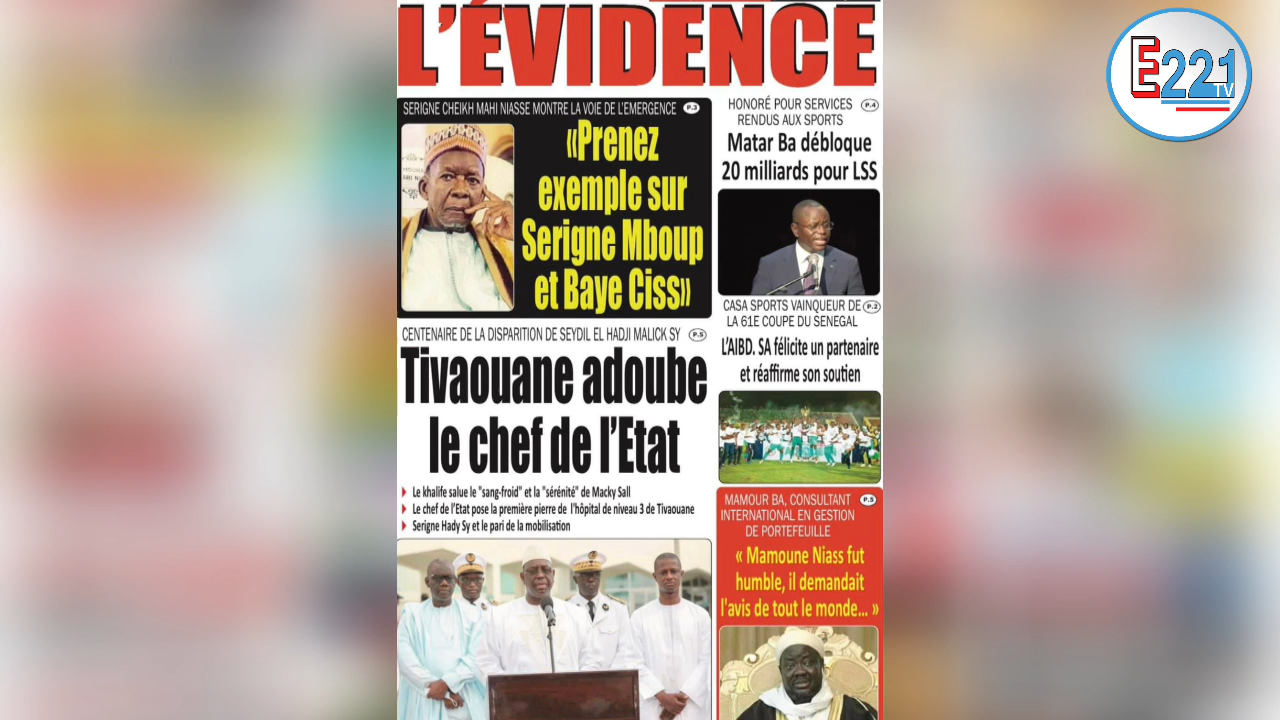 L'ÉVIDENCE
SERIGNE CHEIKH MAHI NIASSE MONTRE LA VOIE DE L'EMERGENCE P.3
«Prenez
exemple sur
Serigne Mboup
et Baye Ciss»
CENTENAIRE DE LA DISPARITION DE SEYDIL EL HADJI MALICK SY P.5
Tivaouane adoube
le chef de l'Etat
Le khalife salue le "sang-froid" et la "sérénité" de Macky Sall
Le chef de l'Etat pose la première pierre de l'hôpital de niveau 3 de Tivaouane
Serigne Hady Sy et le pari de la mobilisation
HONORÉ POUR SERVICES P.4
RENDUS AUX SPORTS
Matar Ba débloque
20 milliards pour LSS
CASA SPORTS VAINQUEUR DE P.2
LA 61E COUPE DU SENEGAL
L'AIBD. SA félicite un partenaire
et réaffirme son soutien
MAMOUR BA, CONSULTANT P.5
INTERNATIONAL EN GESTION
DE PORTEFEUILLE
« Mamoune Niass fut
humble, il demandait
l'avis de tout le monde... »
E221
TV